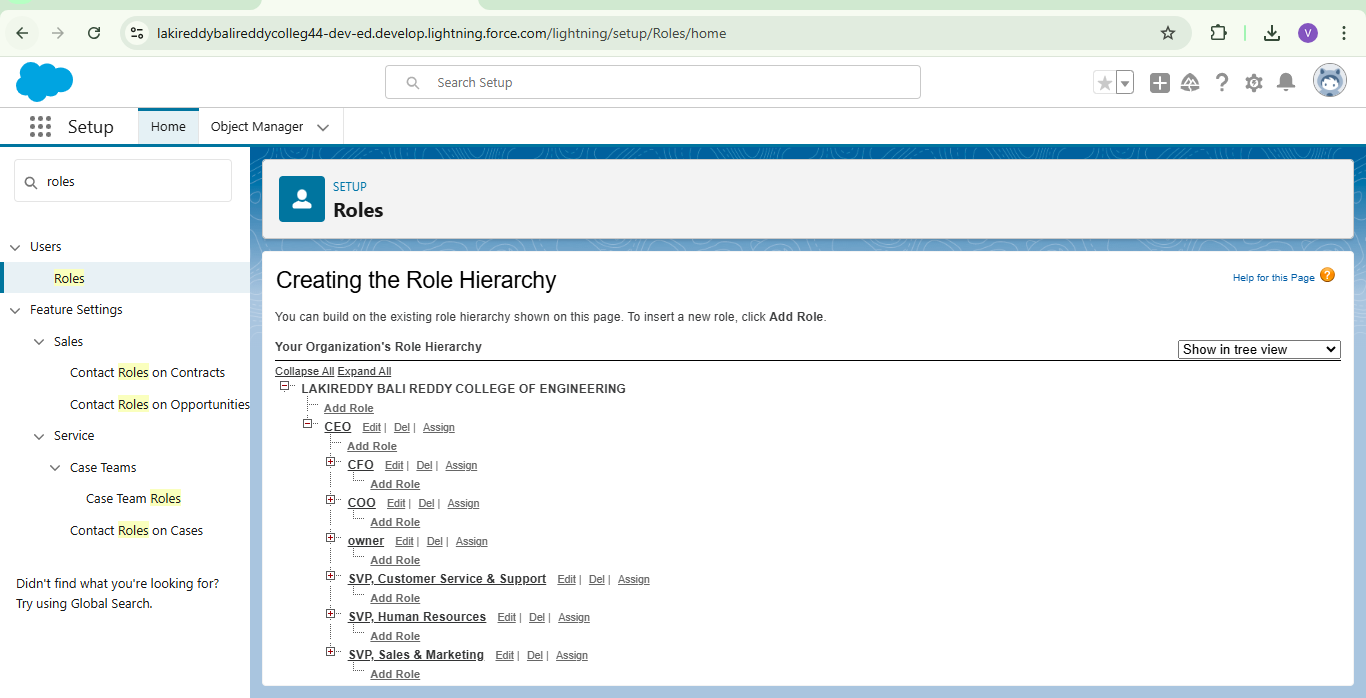 lakireddybalireddycolleg44-dev-ed.develop.lightning.force.com/lightning/setup/Roles/home
V
Search Setup
Setup
Home
Object Manager
roles
Users
Roles
Feature Settings
Sales
Contact Roles on Contracts
Contact Roles on Opportunities
Service
Case Teams
Case Team Roles
Contact Roles on Cases
Didn't find what you're looking for?
Try using Global Search.
SETUP
Roles
Creating the Role Hierarchy
Help for this Page ?
You can build on the existing role hierarchy shown on this page. To insert a new role, click Add Role.
Your Organization's Role Hierarchy
Show in tree view
Collapse All Expand All
LAKIREDDY BALI REDDY COLLEGE OF ENGINEERING
Add Role
CEO Edit | Del | Assign
Add Role
CFO Edit | Del | Assign
Add Role
COO Edit | Del | Assign
Add Role
owner Edit | Del | Assign
Add Role
SVP, Customer Service & Support Edit | Del | Assign
Add Role
SVP, Human Resources Edit | Del | Assign
Add Role
SVP, Sales & Marketing Edit | Del | Assign
Add Role